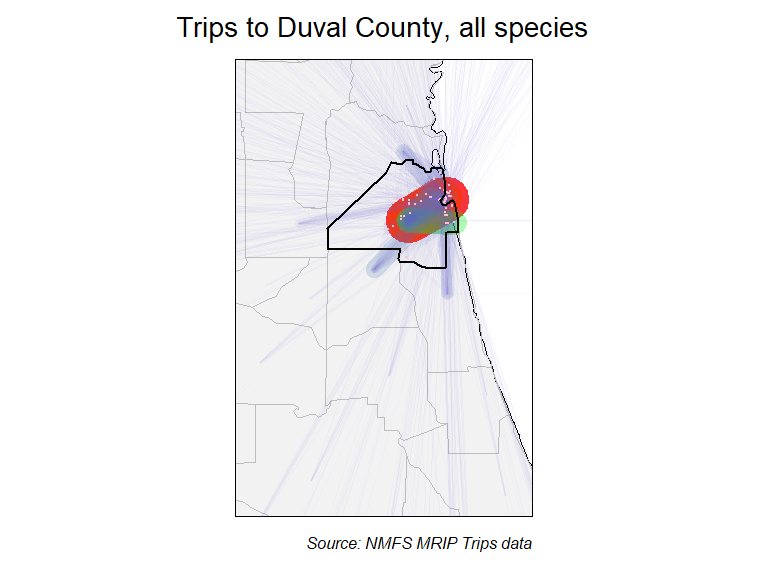 Trips to Duval County, all species
Source: NMFS MRIP Trips data